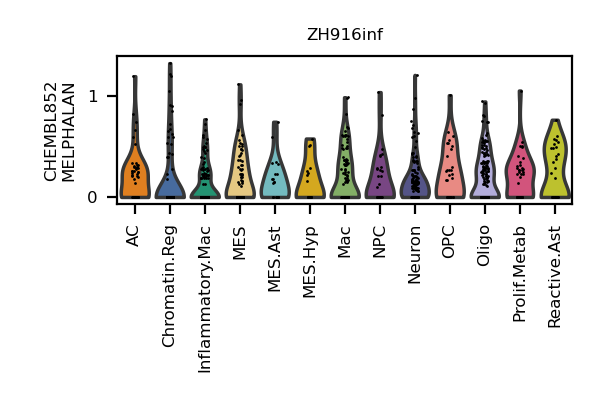 ZH916inf
CHEMBL852
MELPHALAN
1
0
AC
Chromatin.Reg
Inflammatory.Mac
MES
MES.Ast
MES.Hyp
Mac
NPC
Neuron
OPC
Oligo
Prolif.Metab
Reactive.Ast